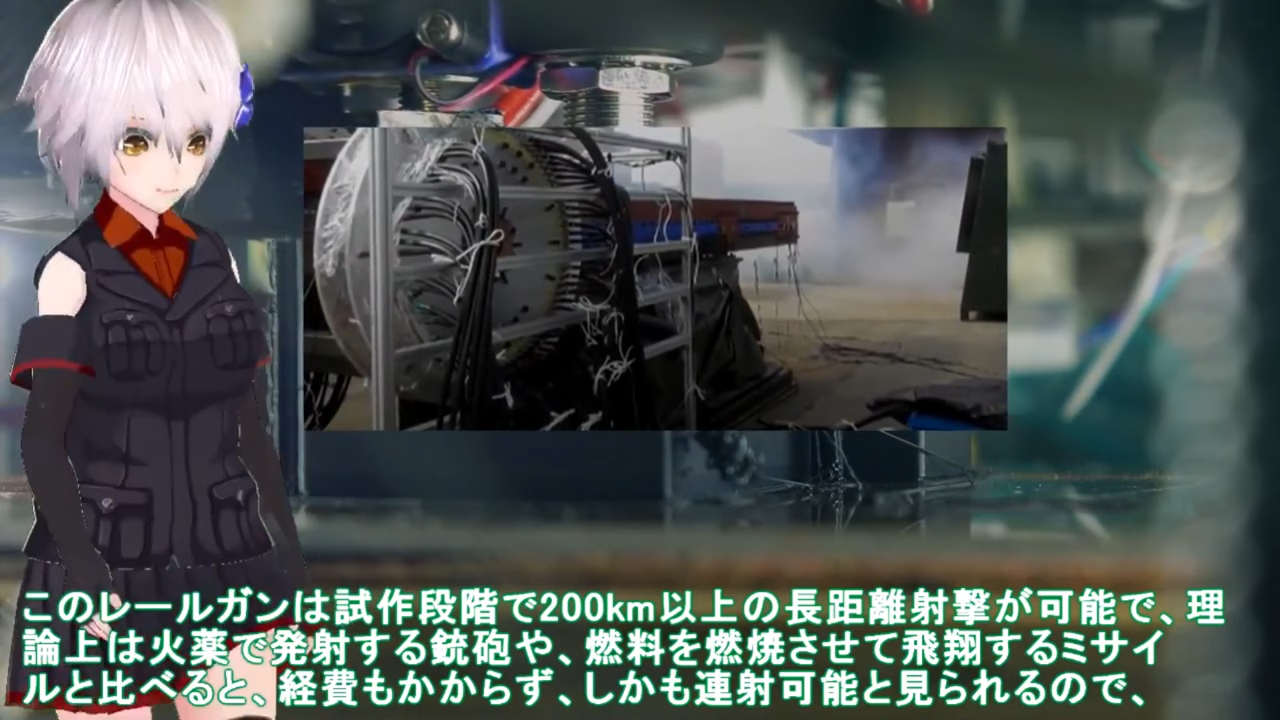 このレールガンは試作段階で200km以上の長距離射撃が可能で、理
論上は火薬で発射する銃砲や、燃料を燃焼させて飛翔するミサイ
ルと比べると、経費もかからず、しかも連射可能と見られるので、